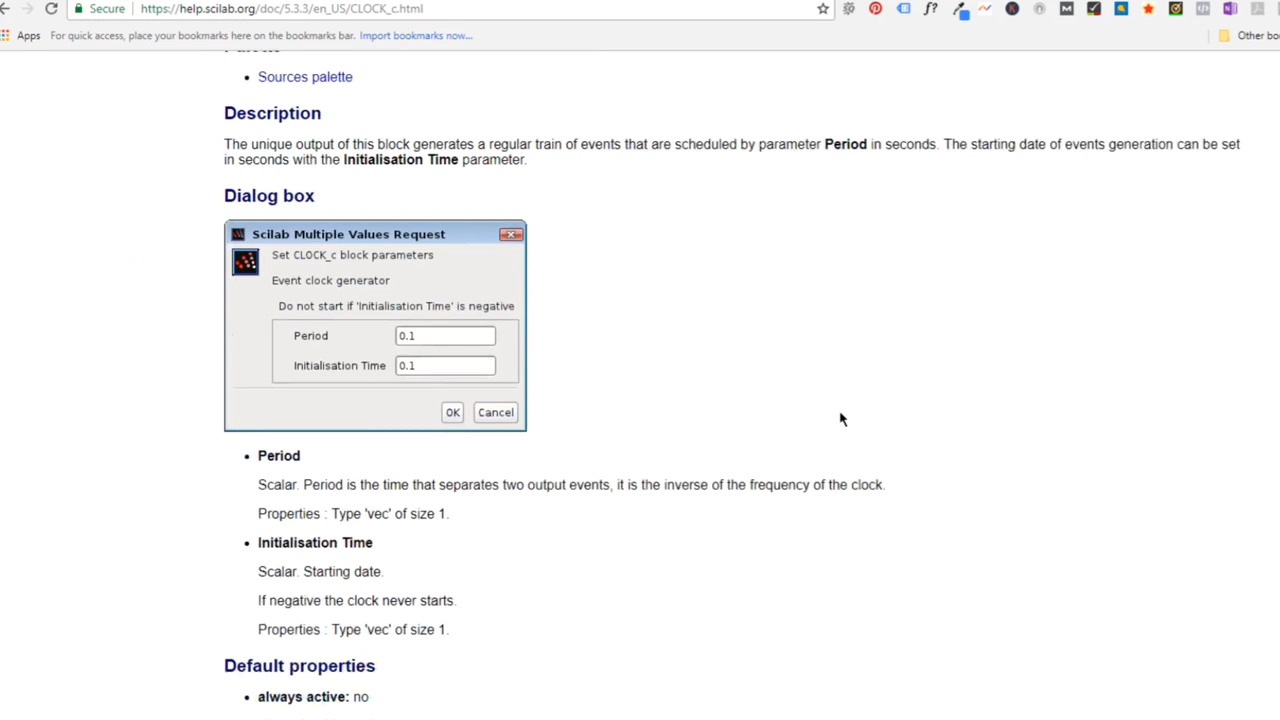 Secure https://help.scilab.org/doc/5.3.3/en_US/CLOCK_c.html
Apps For quick access, place your bookmarks here on the bookmarks bar. Import bookmarks now... Other bo
Sources palette
Description
The unique output of this block generates a regular train of events that are scheduled by parameter Period in seconds. The starting date of events generation can be set
in seconds with the Initialisation Time parameter.
Dialog box
Scilab Multiple Values Request
Set CLOCK_c block parameters
Event clock generator
Do not start if 'Initialisation Time' is negative
Period 0.1
Initialisation Time 0.1
OK Cancel
Period
Scalar. Period is the time that separates two output events, it is the inverse of the frequency of the clock.
Properties : Type 'vec' of size 1.
Initialisation Time
Scalar. Starting date.
If negative the clock never starts.
Properties : Type 'vec' of size 1.
Default properties
always active: no